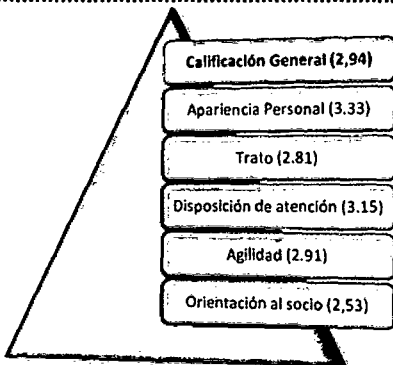 Calificación General (2,94)
Apariencia Personal (3.33)
Trato (2.81)
Disposición de atención (3.15)
Agilidad (2.91)
Orientación al socio (2,53)